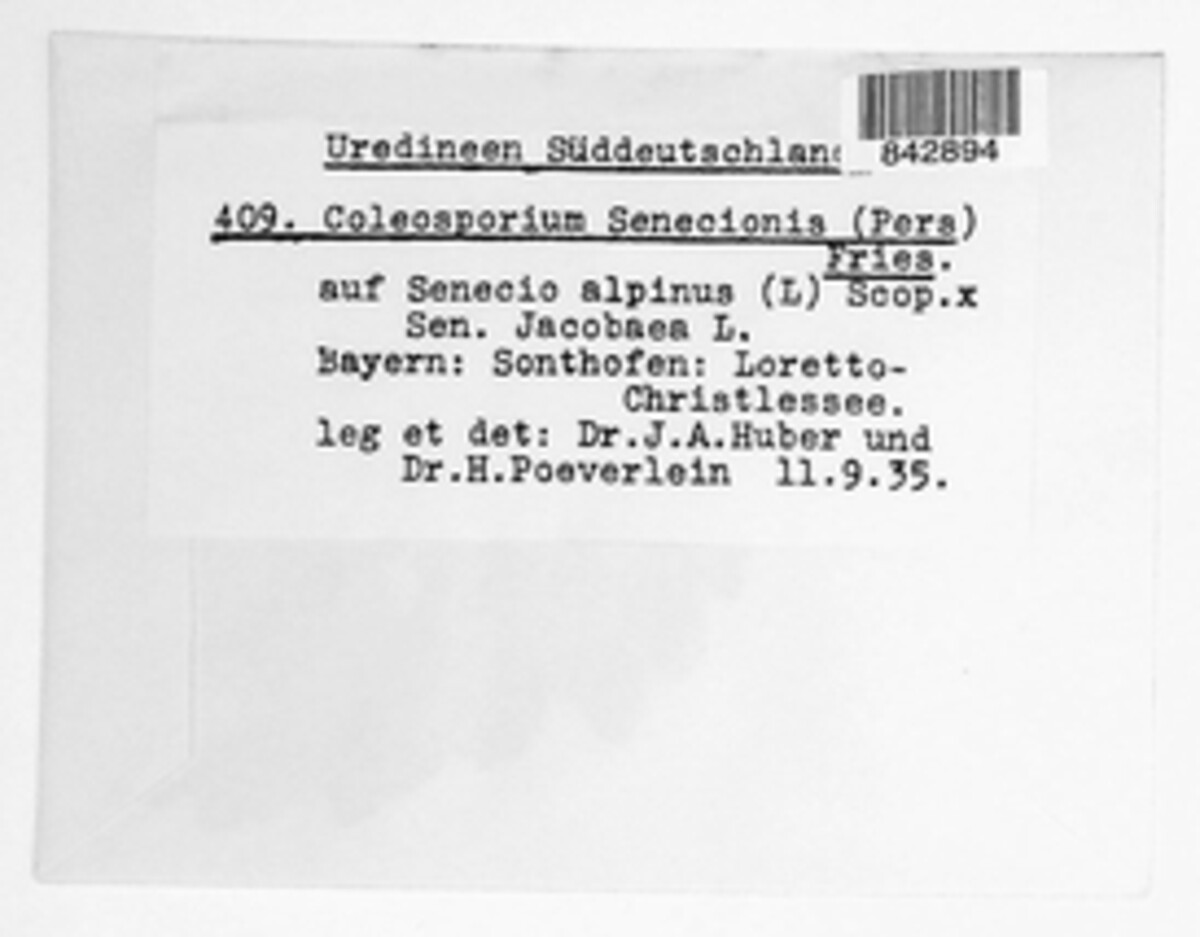 Uredineen Süddeutschland
842894
409. Coleosporium Senecionis (Pers)
Fries.
auf Senecio alpinus (L) Scop.x
Sen. Jacobaea L.
Bayern: Sonthofen: Loretto-
Christlessee.
leg et det: Dr.J.A.Huber und
Dr.H.Poeverlein 11.9.35.